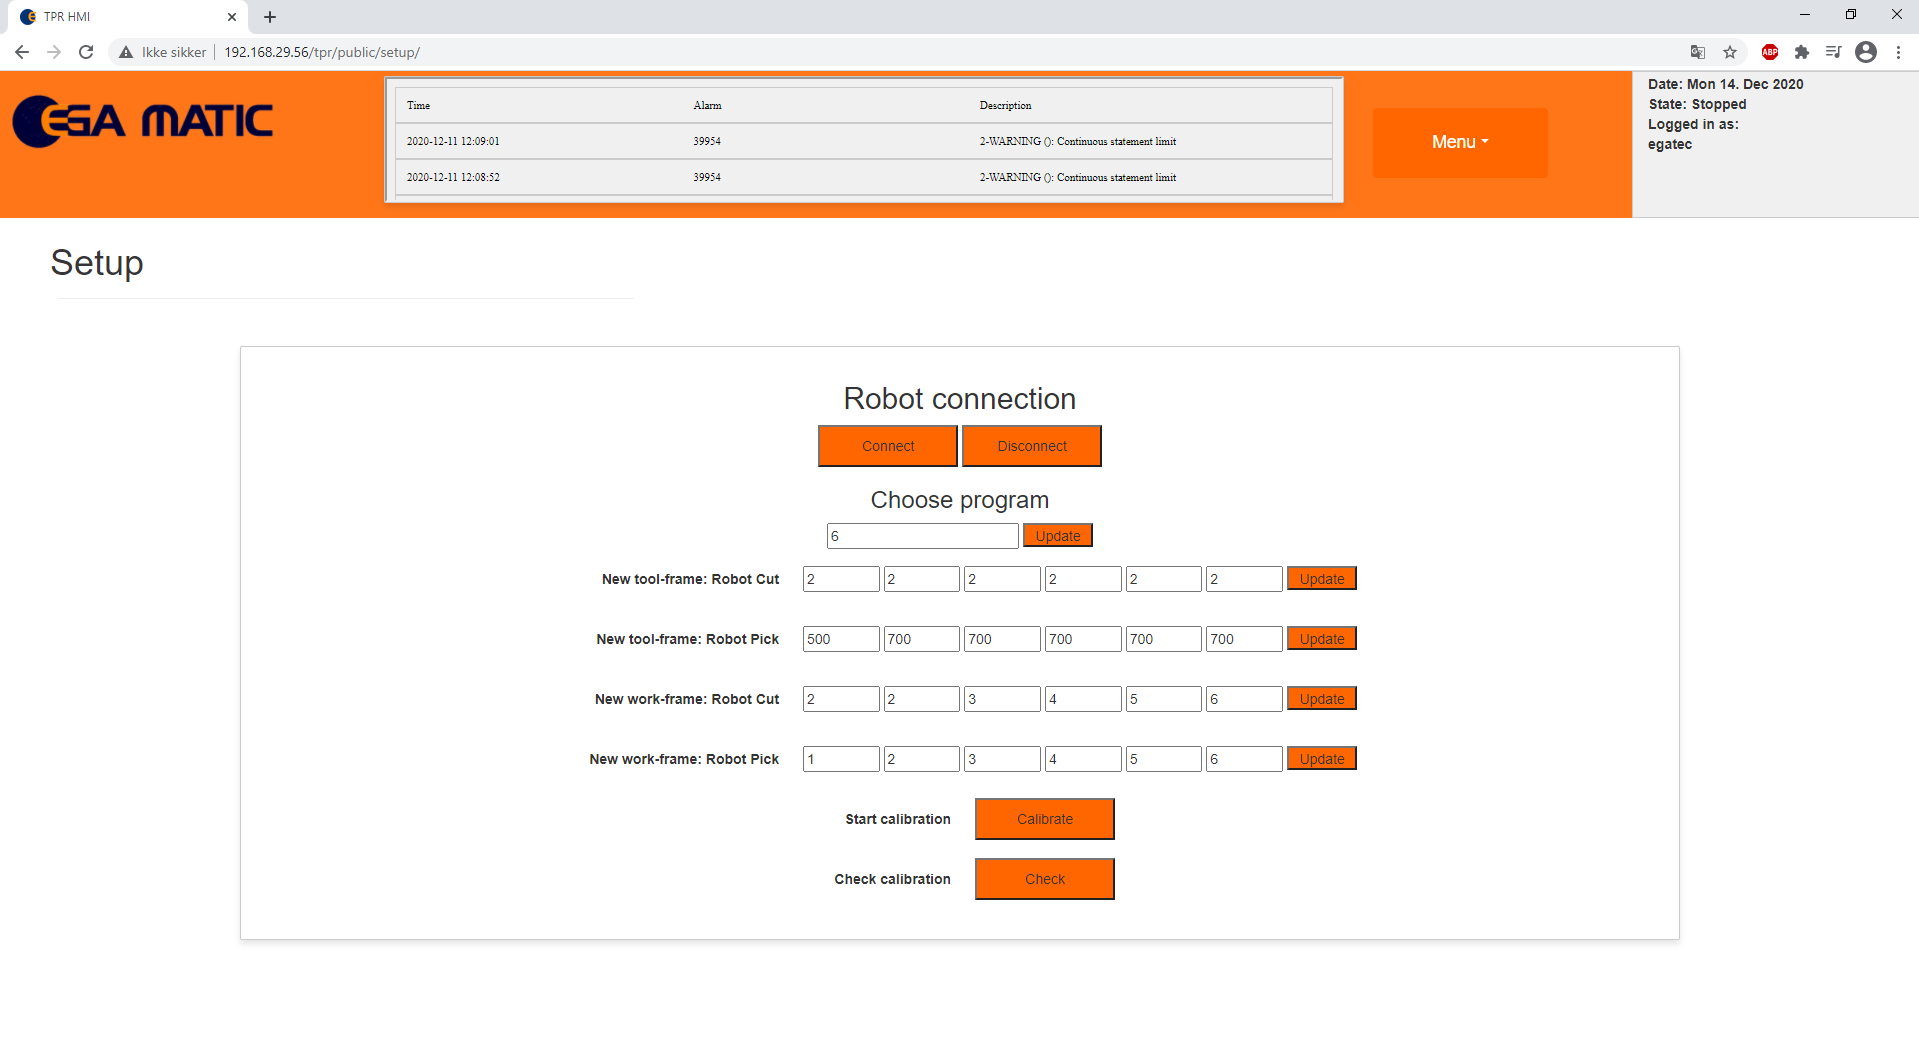 TPR HMI
Ikke sikker 192.168.29.56/tpr/public/setup/
ABP
EGA MATIC
Time Alarm Description
2020-12-11 12:09:01 39954 2-WARNING (): Continuous statement limit
2020-12-11 12:08:52 39954 2-WARNING (): Continuous statement limit
Menu
Date: Mon 14. Dec 2020
State: Stopped
Logged in as:
egatec
Setup
Robot connection
Connect Disconnect
Choose program
6 Update
New tool-frame: Robot Cut 2 2 2 2 2 2 Update
New tool-frame: Robot Pick 500 700 700 700 700 700 Update
New work-frame: Robot Cut 2 2 3 4 5 6 Update
New work-frame: Robot Pick 1 2 3 4 5 6 Update
Start calibration Calibrate
Check calibration Check